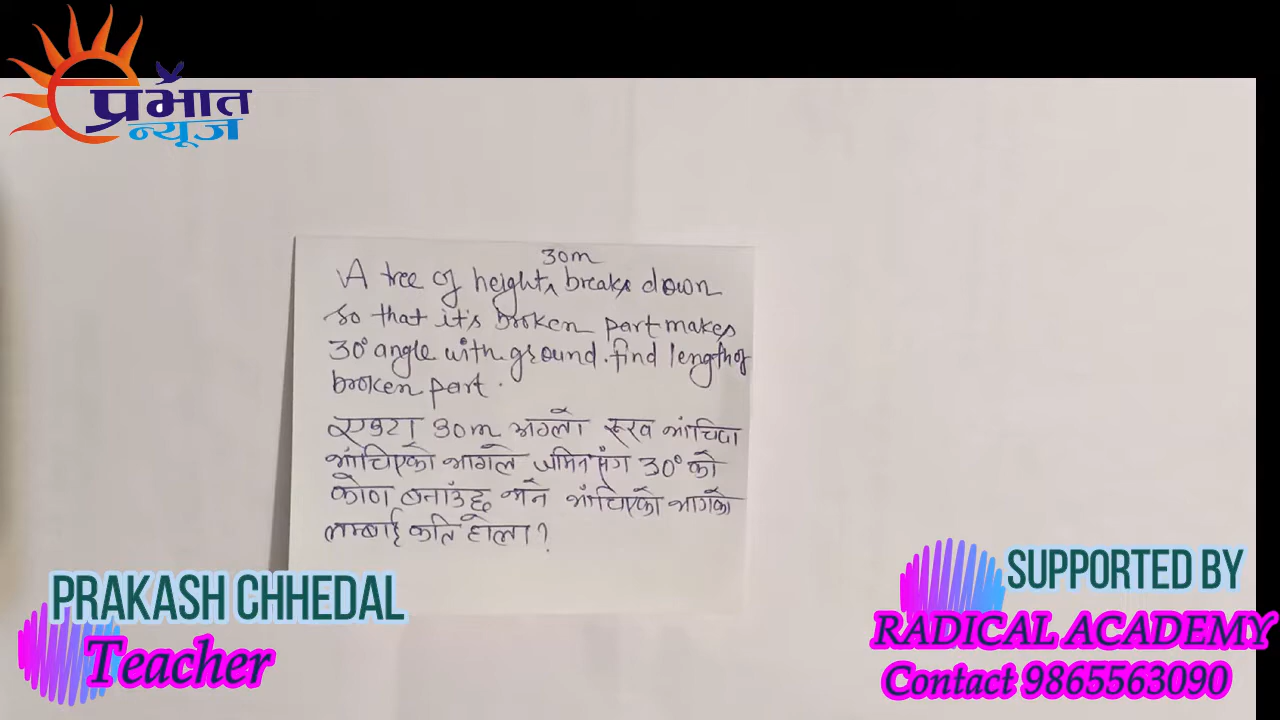 प्रभात
न्यूज
30m
A tree of height breaks down
so that it's broken part makes
30° angle with ground. find length of
broken part.
एउटा 30m अग्लो रूख भाँचिदा
भाँचिएको भागले जमिनसंग 30° को
कोण बनाउँछ भने भाँचिएको भागको
लम्बाई कति होला?
PRAKASH CHHEDAL
Teacher
SUPPORTED BY
RADICAL ACADEMY
Contact 9865563090